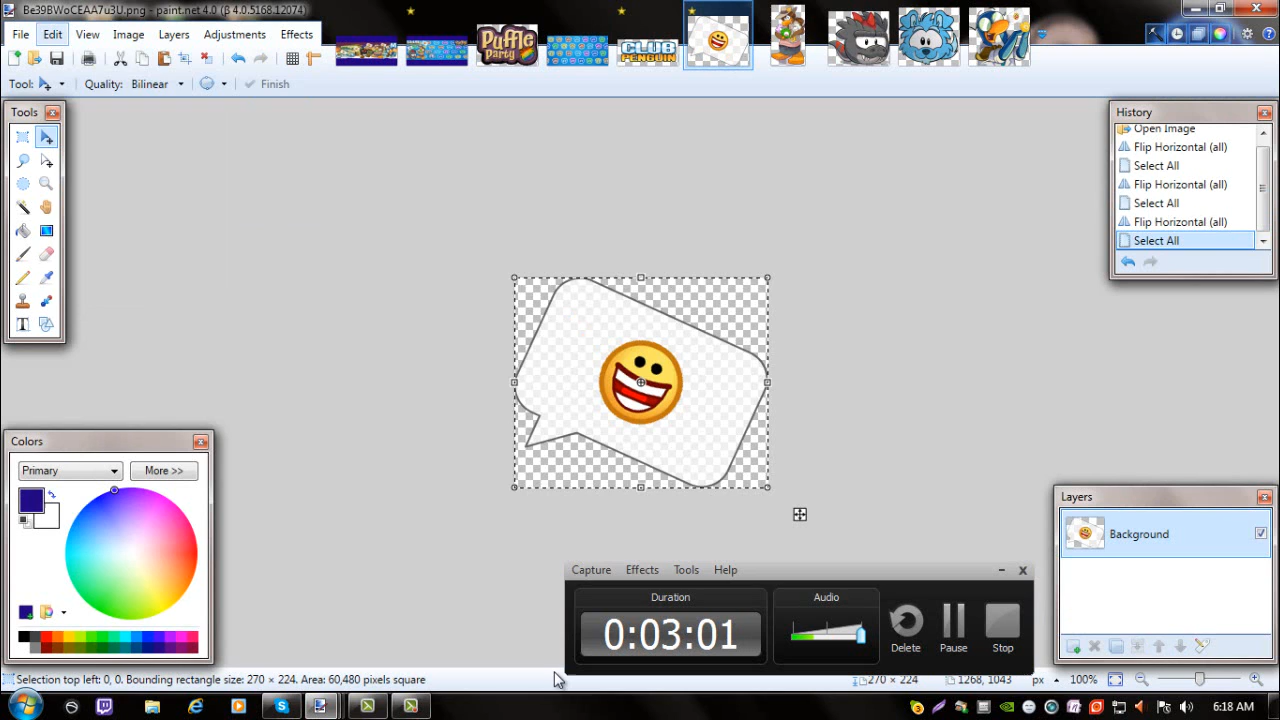 Be39BWoCEAA7u3U.png - paint.net 4.0 (β 4.0.5168.12074)
File Edit View Image Layers Adjustments Effects
Puffle Party
CLUB PENGUIN
Tool: Quality: Bilinear Finish
Tools
History
Open Image
Flip Horizontal (all)
Select All
Flip Horizontal (all)
Select All
Flip Horizontal (all)
Select All
Colors
Primary
More >>
Layers
Background
Capture Effects Tools Help
Duration
0:03:01
Audio
Delete
Pause
Stop
Selection top left: 0, 0. Bounding rectangle size: 270 × 224. Area: 60,480 pixels square
270 × 224
1268, 1043
px
100%
6:18 AM